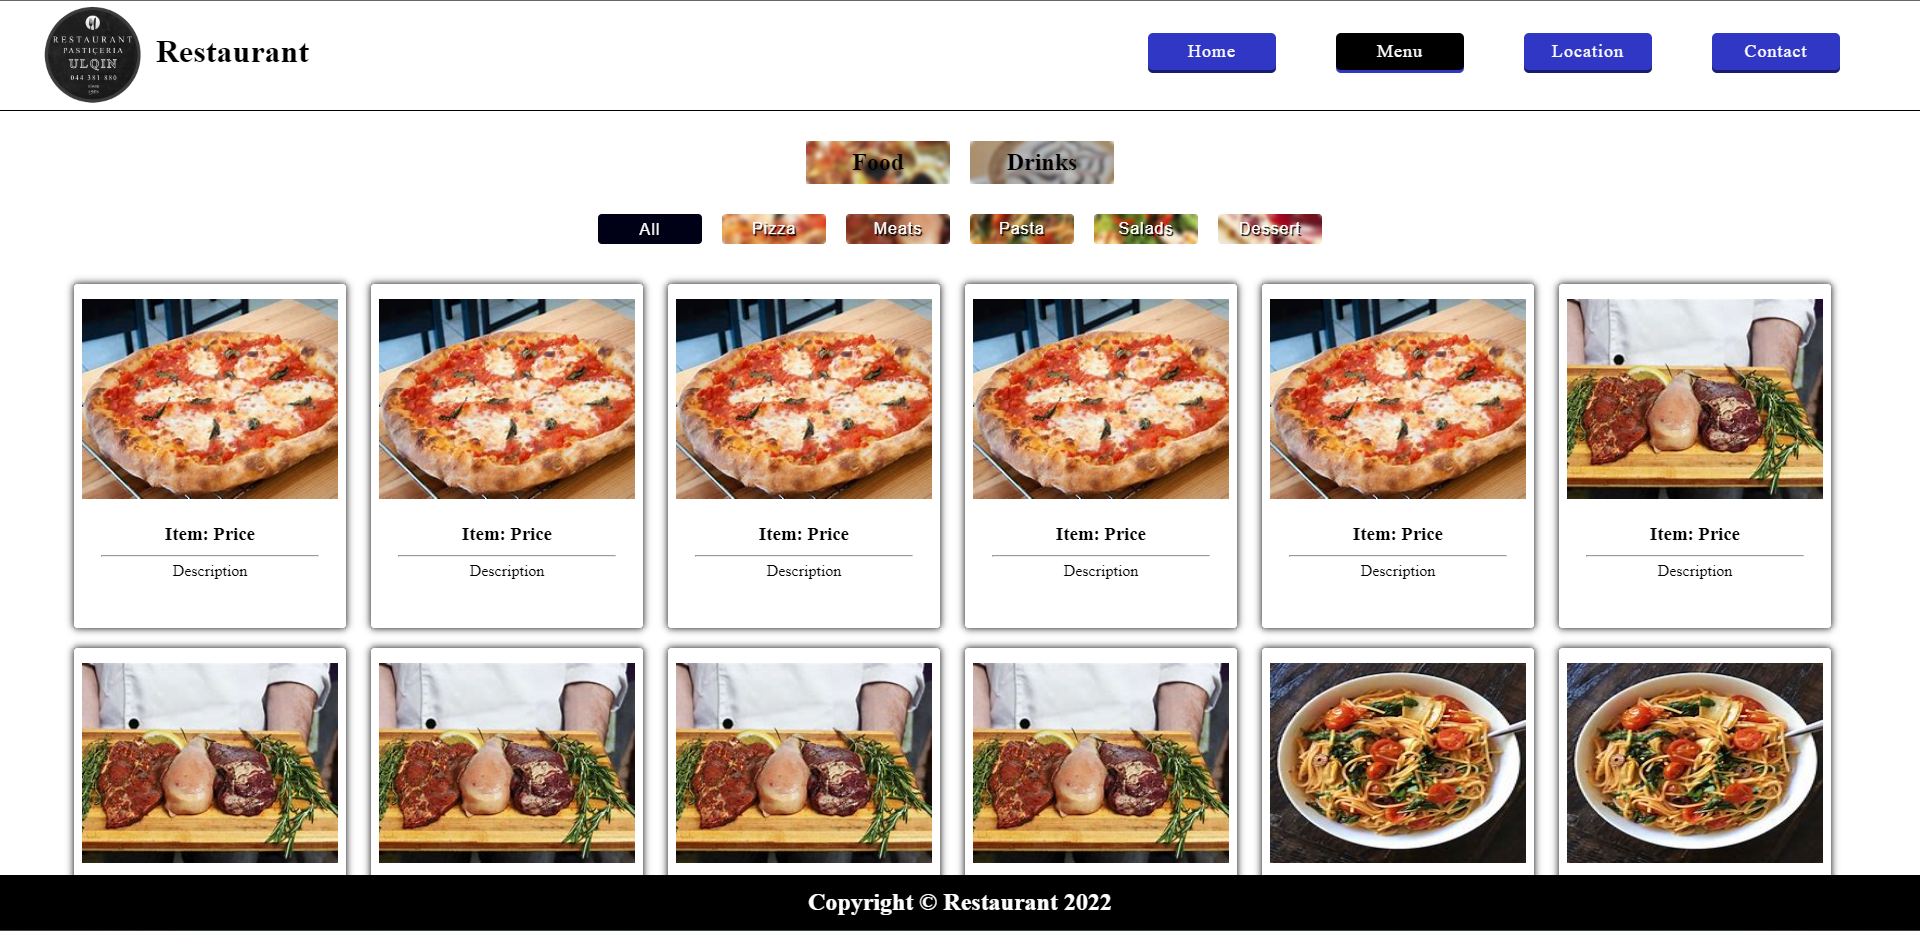 RESTAURANT
PASTIÇERIA
ULQIN
044 381 880
since
Restaurant
Home
Menu
Location
Contact
Food
Drinks
All
Pizza
Meats
Pasta
Salads
Dessert
Item: Price
Description
Item: Price
Description
Item: Price
Description
Item: Price
Description
Item: Price
Description
Item: Price
Description
Copyright © Restaurant 2022